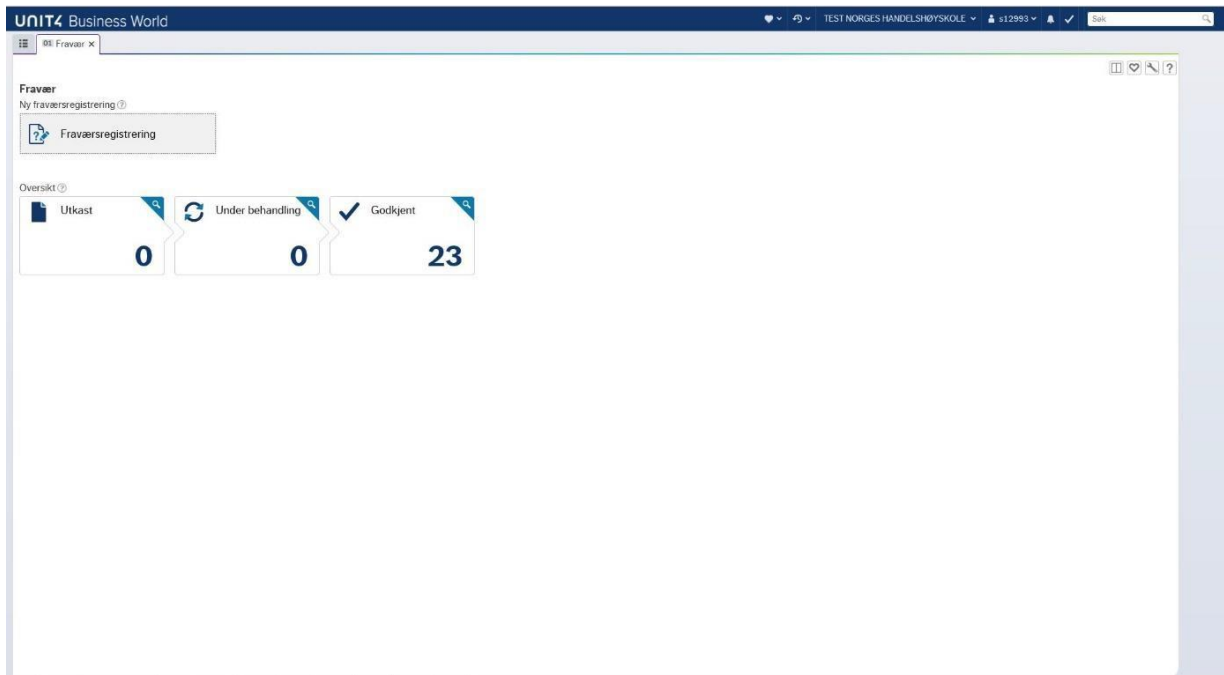 UNIT4 Business World
TEST NORGES HANDELSHØYSKOLE s12993 Søk
01 Fravær x
?
Fravær
Ny fraværsregistrering ?
Fraværsregistrering
Oversikt ?
Utkast
0
Under behandling
0
Godkjent
23